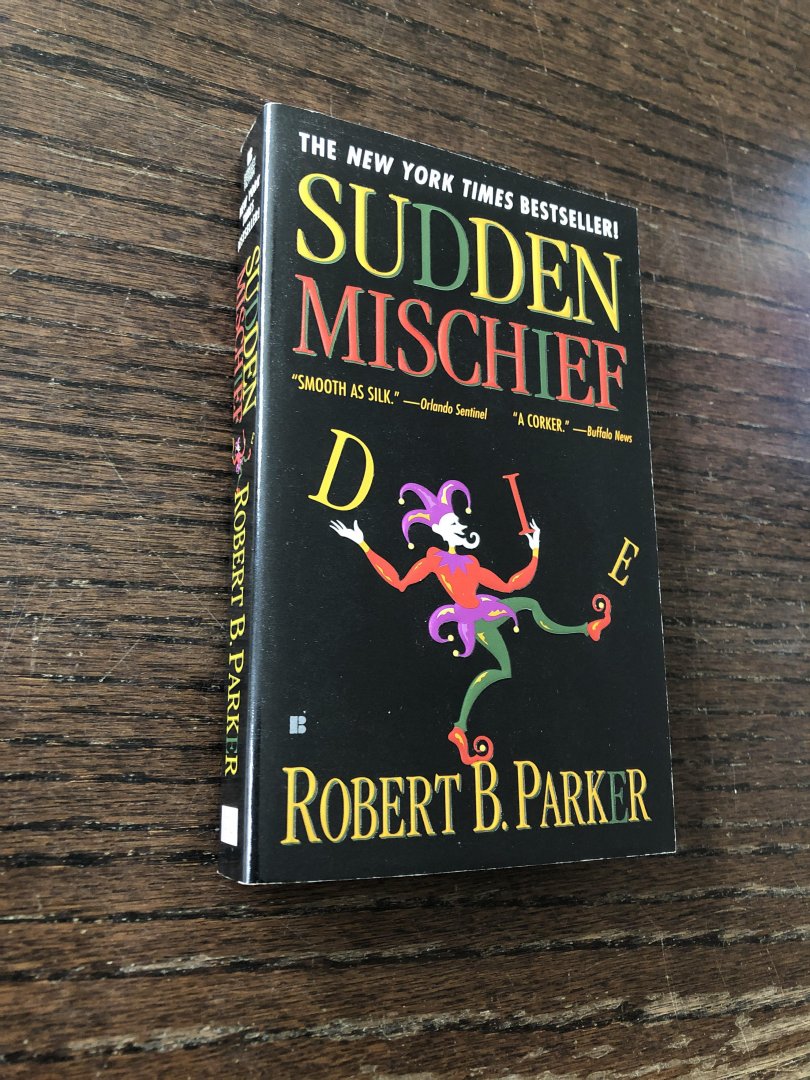 THE NEW YORK TIMES BESTSELLER!
SUDDEN
MISCHIEF
"SMOOTH AS SILK." —Orlando Sentinel "A CORKER." —Buffalo News
D I E
B
ROBERT B. PARKER
SUDDEN
MISCHIEF
ROBERT B. PARKER